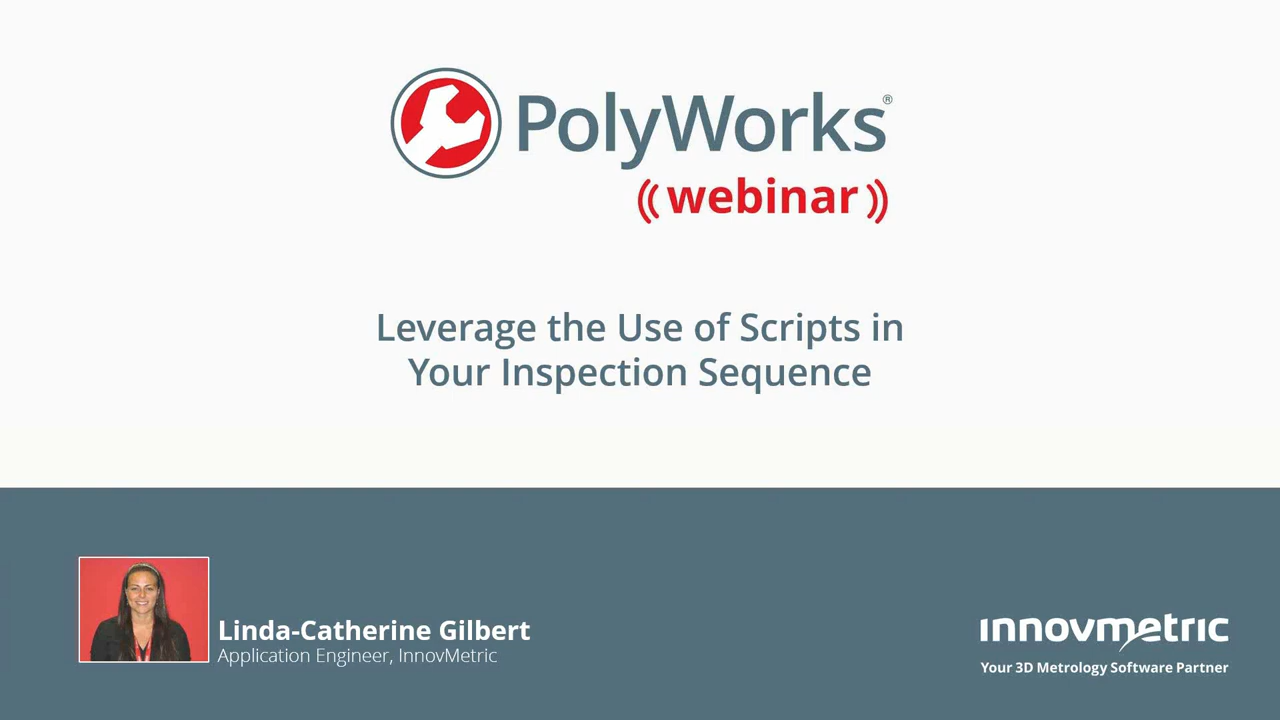 PolyWorks®
((webinar))
Leverage the Use of Scripts in
Your Inspection Sequence
Linda-Catherine Gilbert
Application Engineer, InnovMetric
innovmetric
Your 3D Metrology Software Partner